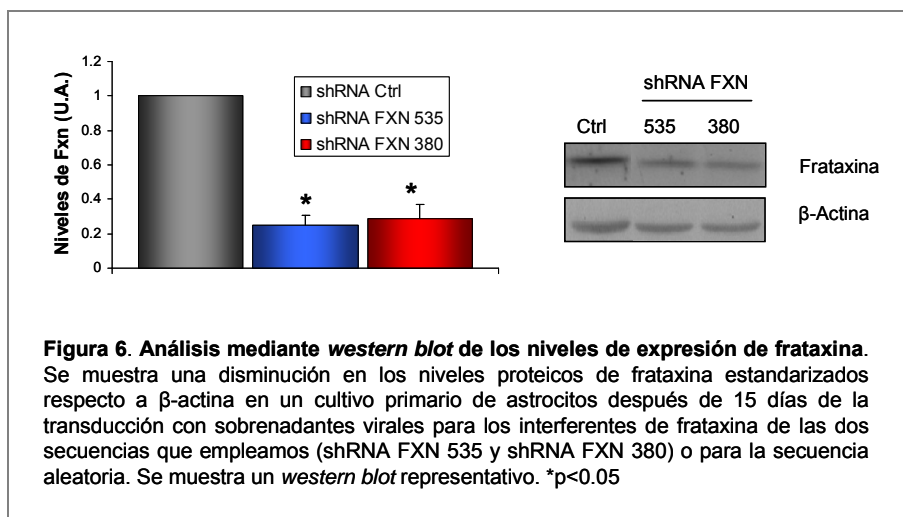 Niveles de Fxn (U.A.)
1.2
1
0.8
0.6
0.4
0.2
0
shRNA Ctrl
shRNA FXN 535
shRNA FXN 380
*
*
shRNA FXN
Ctrl 535 380
Frataxina
β-Actina
Figura 6. Análisis mediante western blot de los niveles de expresión de frataxina.
Se muestra una disminución en los niveles proteicos de frataxina estandarizados
respecto a β-actina en un cultivo primario de astrocitos después de 15 días de la
transducción con sobrenadantes virales para los interferentes de frataxina de las dos
secuencias que empleamos (shRNA FXN 535 y shRNA FXN 380) o para la secuencia
aleatoria. Se muestra un western blot representativo. *p<0.05